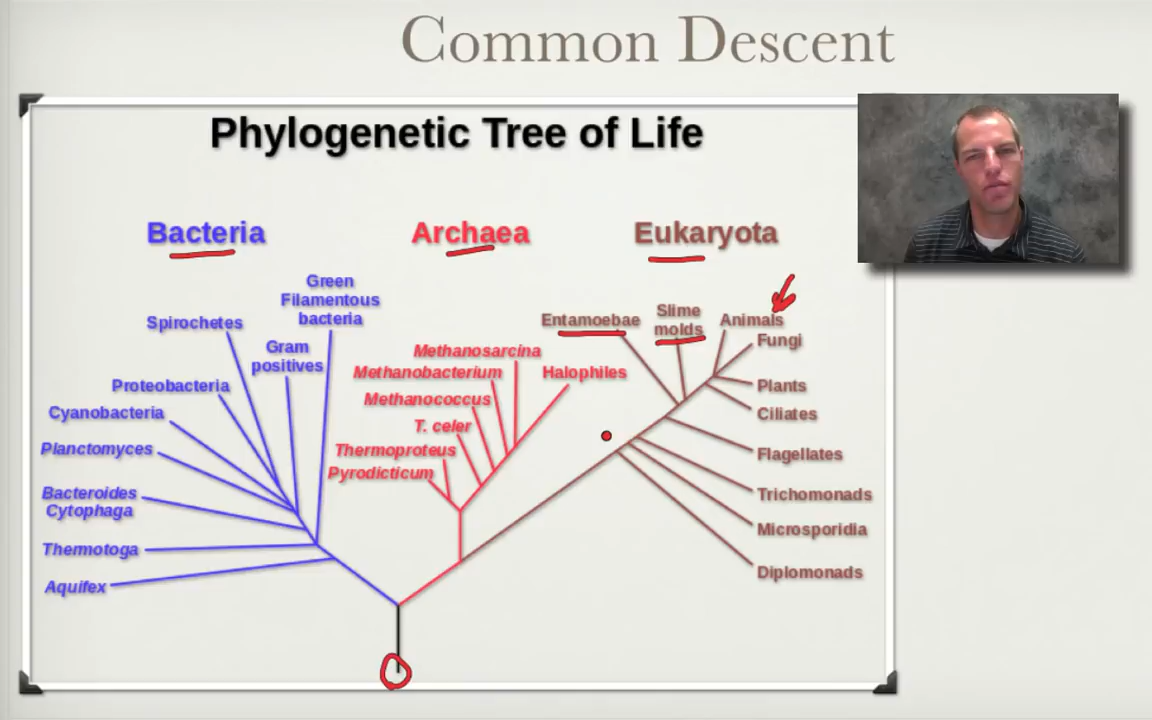 Common Descent
Phylogenetic Tree of Life
Bacteria
Archaea
Eukaryota
Green
Filamentous
bacteria
Spirochetes
Gram
positives
Proteobacteria
Cyanobacteria
Planctomyces
Bacteroides
Cytophaga
Thermotoga
Aquifex
Methanosarcina
Methanobacterium
Halophiles
Methanococcus
T. celer
Thermoproteus
Pyrodicticum
Entamoebae
Slime
molds
Animals
Fungi
Plants
Ciliates
Flagellates
Trichomonads
Microsporidia
Diplomonads